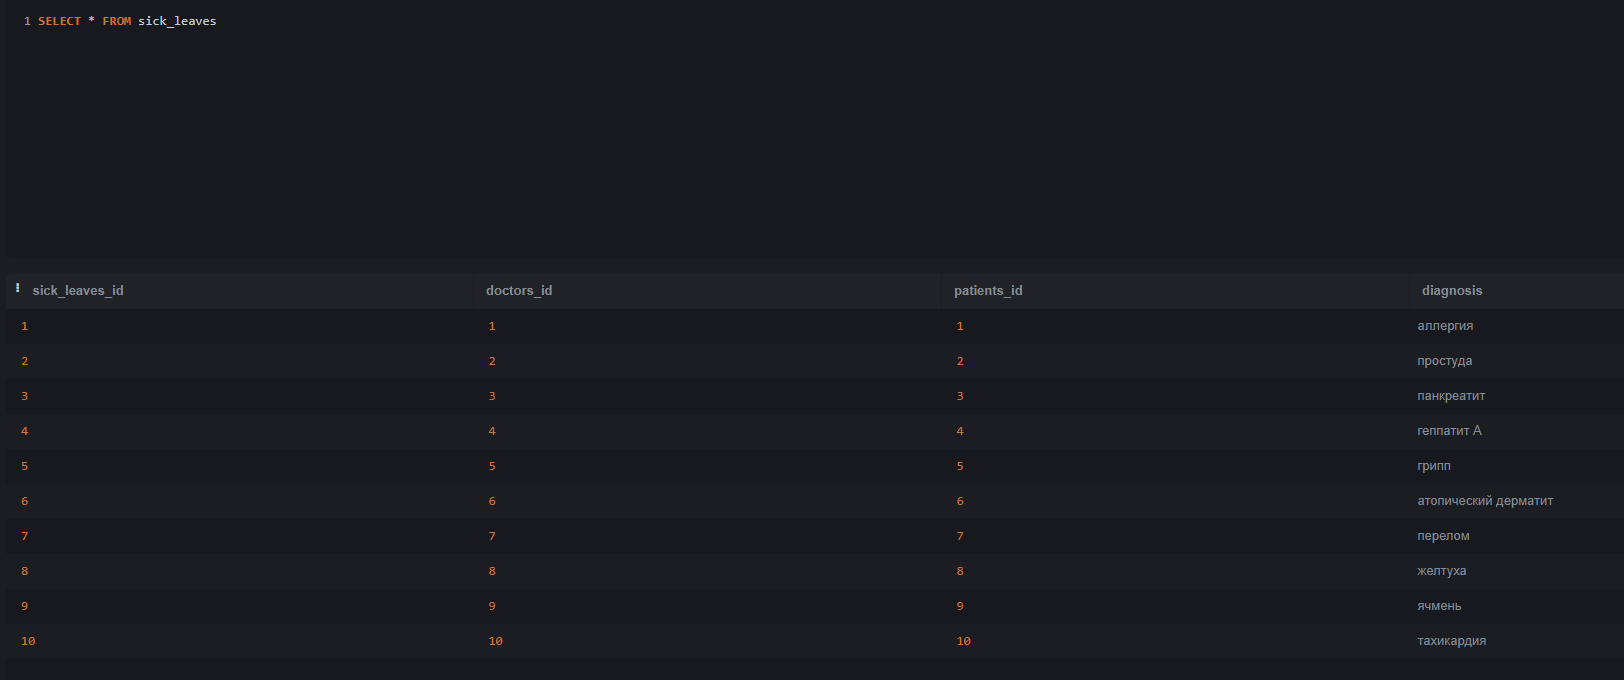 1 SELECT * FROM sick_leaves
sick_leaves_id doctors_id patients_id diagnosis
1 1 1 аллергия
2 2 2 простуда
3 3 3 панкреатит
4 4 4 геппатит А
5 5 5 грипп
6 6 6 атопический дерматит
7 7 7 перелом
8 8 8 желтуха
9 9 9 ячмень
10 10 10 тахикардия